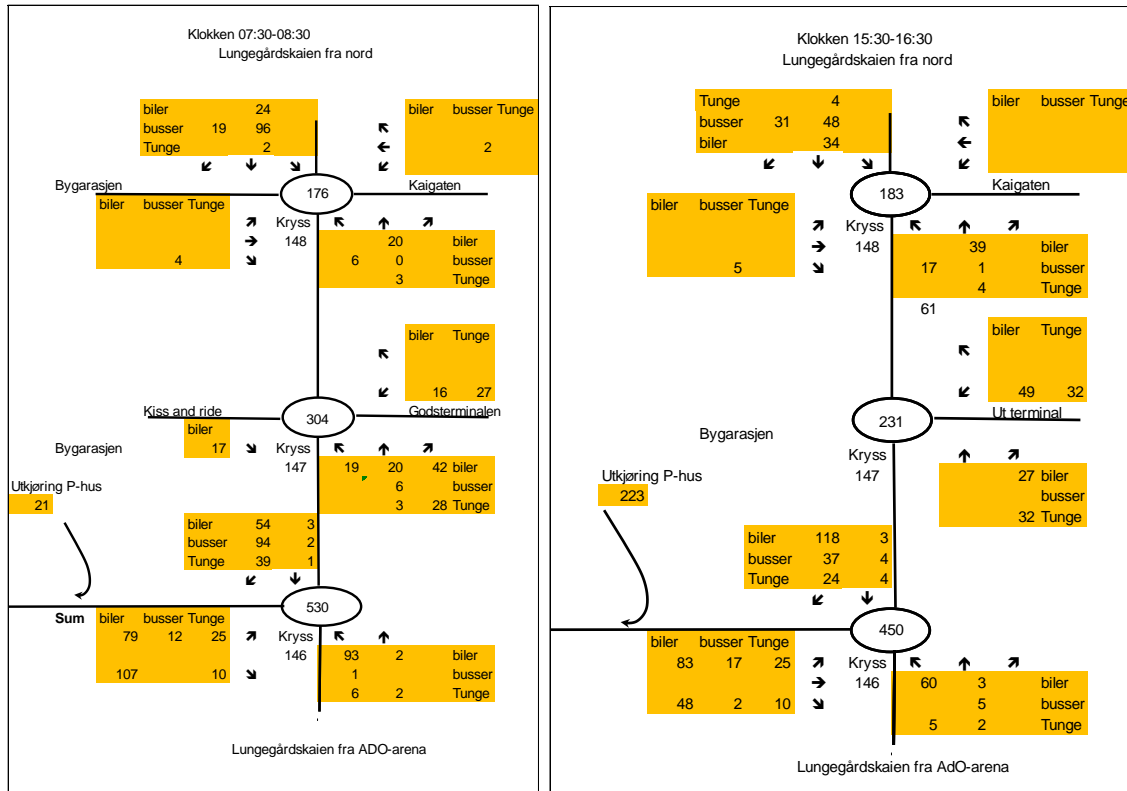 Klokken 07:30-08:30
Lungegårdskaien fra nord
biler 24
busser 19 96
Tunge 2
biler busser Tunge
2
Bygarasjen
176
Kaigaten
biler busser Tunge
4
Kryss
148
20 biler
6 0 busser
3 Tunge
biler Tunge
16 27
Kiss and ride
304
Godsterminalen
biler
17
Bygarasjen
Kryss
147
19 20 42 biler
6 busser
3 28 Tunge
Utkjøring P-hus
21
biler 54 3
busser 94 2
Tunge 39 1
530
Sum
biler busser Tunge
79 12 25
107 10
Kryss
146
93 2 biler
1 busser
6 2 Tunge
Lungegårdskaien fra ADO-arena
Klokken 15:30-16:30
Lungegårdskaien fra nord
Tunge 4
busser 31 48
biler 34
biler busser Tunge
183
Kaigaten
biler busser Tunge
5
Kryss
148
39 biler
17 1 busser
4 Tunge
61
biler Tunge
49 32
231
Ut terminal
Bygarasjen
Kryss
147
27 biler
busser
32 Tunge
Utkjøring P-hus
223
biler 118 3
busser 37 4
Tunge 24 4
450
biler busser Tunge
83 17 25
48 2 10
Kryss
146
60 3 biler
5 busser
5 2 Tunge
Lungegårdskaien fra AdO-arena